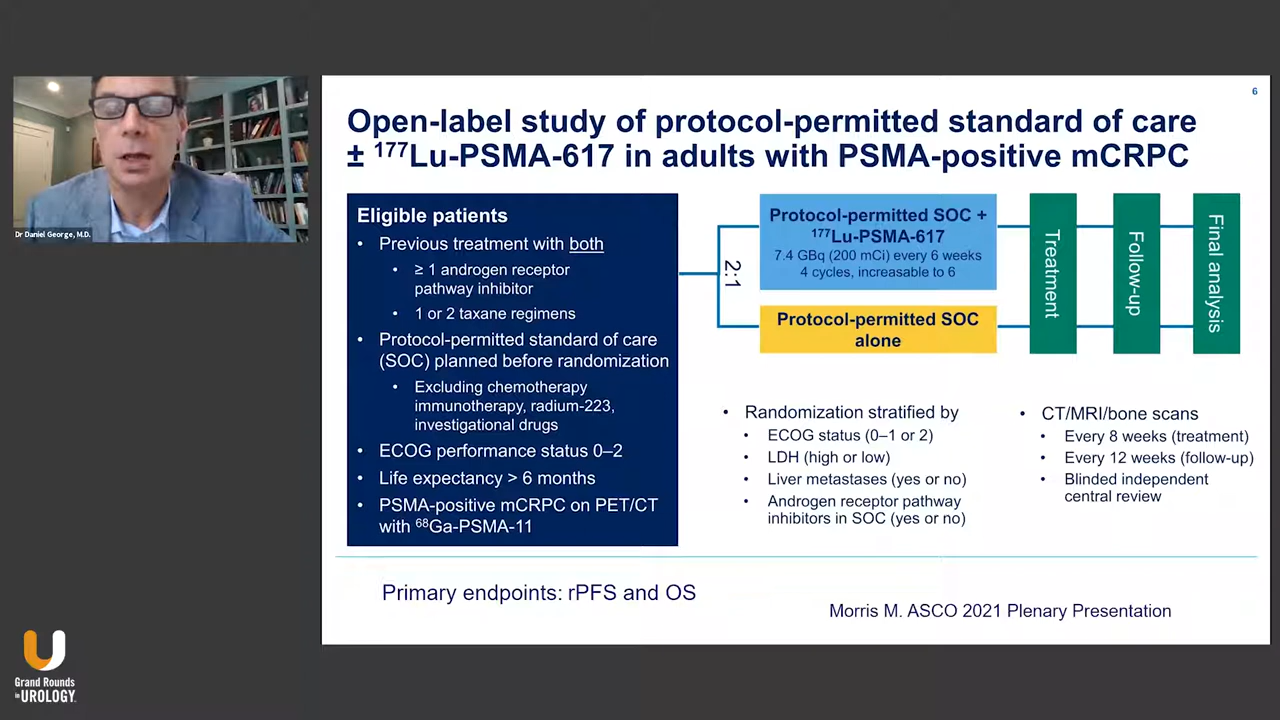 Dr Daniel George, M.D.
6
Open-label study of protocol-permitted standard of care
± ¹⁷⁷Lu-PSMA-617 in adults with PSMA-positive mCRPC
Eligible patients
• Previous treatment with both
• ≥ 1 androgen receptor
pathway inhibitor
• 1 or 2 taxane regimens
• Protocol-permitted standard of care
(SOC) planned before randomization
• Excluding chemotherapy
immunotherapy, radium-223,
investigational drugs
• ECOG performance status 0–2
• Life expectancy > 6 months
• PSMA-positive mCRPC on PET/CT
with ⁶⁸Ga-PSMA-11
2:1
Protocol-permitted SOC +
¹⁷⁷Lu-PSMA-617
7.4 GBq (200 mCi) every 6 weeks
4 cycles, increasable to 6
Protocol-permitted SOC
alone
Treatment
Follow-up
Final analysis
• Randomization stratified by
• ECOG status (0–1 or 2)
• LDH (high or low)
• Liver metastases (yes or no)
• Androgen receptor pathway
inhibitors in SOC (yes or no)
• CT/MRI/bone scans
• Every 8 weeks (treatment)
• Every 12 weeks (follow-up)
• Blinded independent
central review
Primary endpoints: rPFS and OS
Morris M. ASCO 2021 Plenary Presentation
Grand Rounds
in UROLOGY